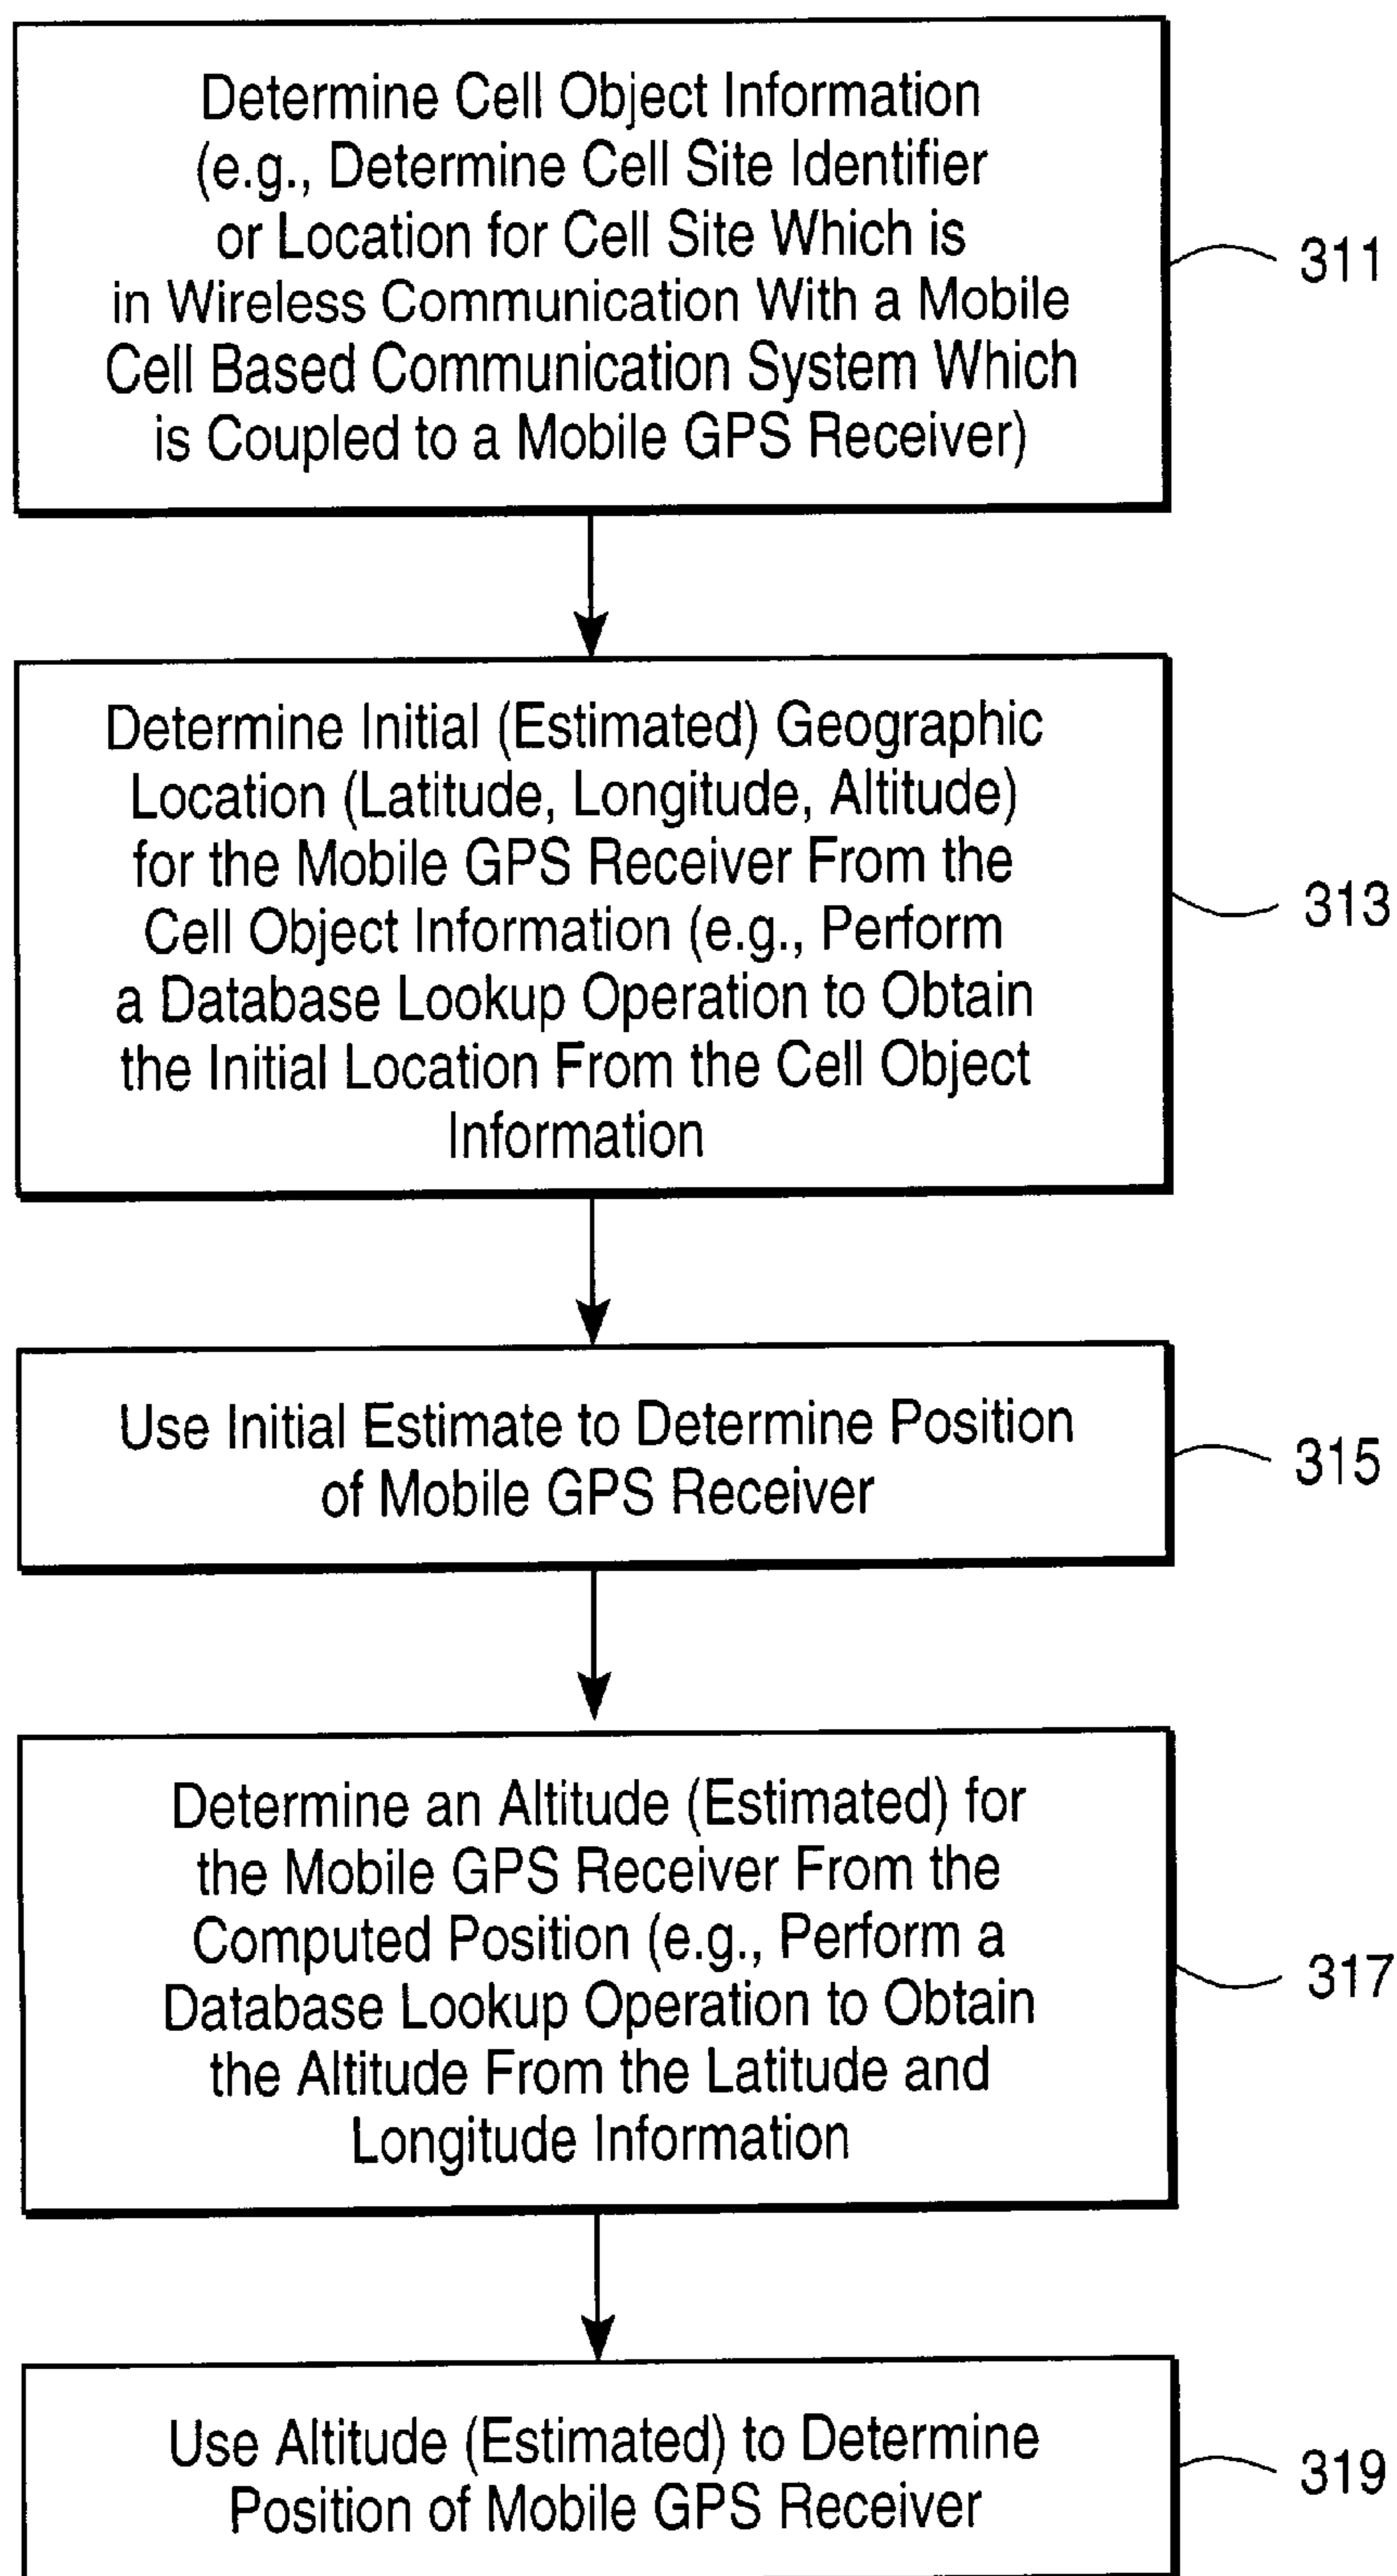 Determine Cell Object Information
(e.g., Determine Cell Site Identifier
or Location for Cell Site Which is
in Wireless Communication With a Mobile
Cell Based Communication System Which
is Coupled to a Mobile GPS Receiver)
311
Determine Initial (Estimated) Geographic
Location (Latitude, Longitude, Altitude)
for the Mobile GPS Receiver From the
Cell Object Information (e.g., Perform
a Database Lookup Operation to Obtain
the Initial Location From the Cell Object
Information
313
Use Initial Estimate to Determine Position
of Mobile GPS Receiver
315
Determine an Altitude (Estimated) for
the Mobile GPS Receiver From the
Computed Position (e.g., Perform a
Database Lookup Operation to Obtain
the Altitude From the Latitude and
Longitude Information
317
Use Altitude (Estimated) to Determine
Position of Mobile GPS Receiver
319